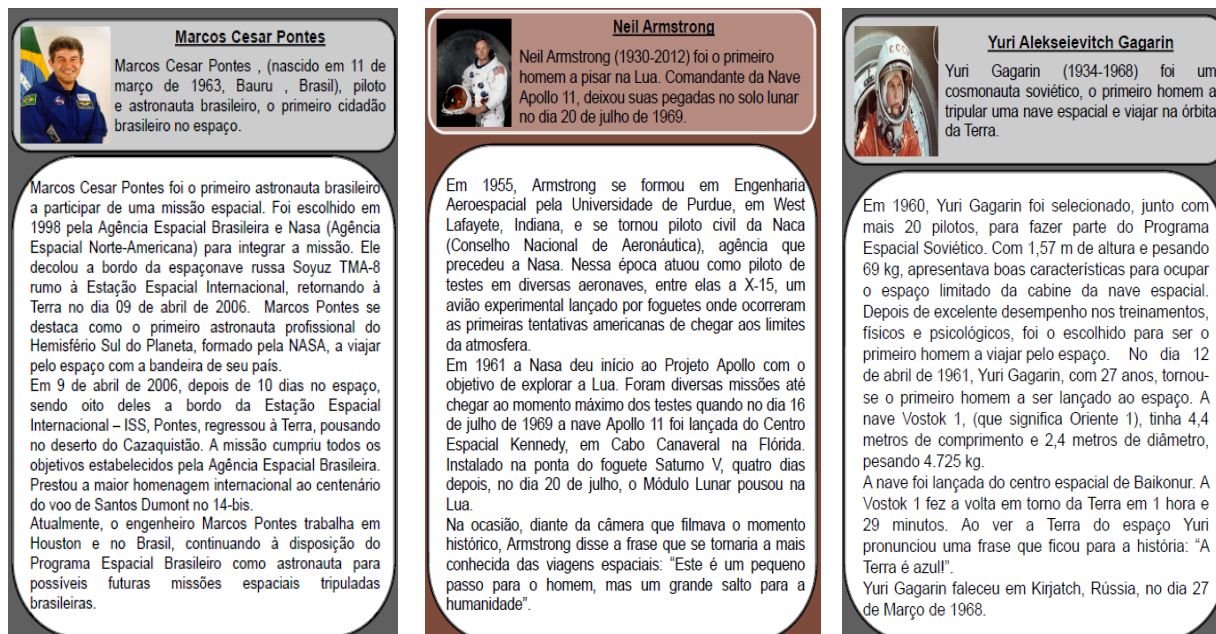 Marcos Cesar Pontes
Marcos Cesar Pontes , (nascido em 11 de
março de 1963, Bauru , Brasil), piloto
e astronauta brasileiro, o primeiro cidadão
brasileiro no espaço.
Marcos Cesar Pontes foi o primeiro astronauta brasileiro
a participar de uma missão espacial. Foi escolhido em
1998 pela Agência Espacial Brasileira e Nasa (Agência
Espacial Norte-Americana) para integrar a missão. Ele
decolou a bordo da espaçonave russa Soyuz TMA-8
rumo à Estação Espacial Internacional, retornando à
Terra no dia 09 de abril de 2006. Marcos Pontes se
destaca como o primeiro astronauta profissional do
Hemisfério Sul do Planeta, formado pela NASA, a viajar
pelo espaço com a bandeira de seu país.
Em 9 de abril de 2006, depois de 10 dias no espaço,
sendo oito deles a bordo da Estação Espacial
Internacional – ISS, Pontes, regressou à Terra, pousando
no deserto do Cazaquistão. A missão cumpriu todos os
objetivos estabelecidos pela Agência Espacial Brasileira.
Prestou a maior homenagem internacional ao centenário
do voo de Santos Dumont no 14-bis.
Atualmente, o engenheiro Marcos Pontes trabalha em
Houston e no Brasil, continuando à disposição do
Programa Espacial Brasileiro como astronauta para
possíveis futuras missões espaciais tripuladas
brasileiras.
Neil Armstrong
Neil Armstrong (1930-2012) foi o primeiro
homem a pisar na Lua. Comandante da Nave
Apollo 11, deixou suas pegadas no solo lunar
no dia 20 de julho de 1969.
Em 1955, Armstrong se formou em Engenharia
Aeroespacial pela Universidade de Purdue, em West
Lafayete, Indiana, e se tornou piloto civil da Naca
(Conselho Nacional de Aeronáutica), agência que
precedeu a Nasa. Nessa época atuou como piloto de
testes em diversas aeronaves, entre elas a X-15, um
avião experimental lançado por foguetes onde ocorreram
as primeiras tentativas americanas de chegar aos limites
da atmosfera.
Em 1961 a Nasa deu início ao Projeto Apollo com o
objetivo de explorar a Lua. Foram diversas missões até
chegar ao momento máximo dos testes quando no dia 16
de julho de 1969 a nave Apollo 11 foi lançada do Centro
Espacial Kennedy, em Cabo Canaveral na Flórida.
Instalado na ponta do foguete Saturno V, quatro dias
depois, no dia 20 de julho, o Módulo Lunar pousou na
Lua.
Na ocasião, diante da câmera que filmava o momento
histórico, Armstrong disse a frase que se tornaria a mais
conhecida das viagens espaciais: “Este é um pequeno
passo para o homem, mas um grande salto para a
humanidade”.
Yuri Alekseievitch Gagarin
Yuri Gagarin (1934-1968) foi um
cosmonauta soviético, o primeiro homem a
tripular uma nave espacial e viajar na órbita
da Terra.
Em 1960, Yuri Gagarin foi selecionado, junto com
mais 20 pilotos, para fazer parte do Programa
Espacial Soviético. Com 1,57 m de altura e pesando
69 kg, apresentava boas características para ocupar
o espaço limitado da cabine da nave espacial.
Depois de excelente desempenho nos treinamentos,
físicos e psicológicos, foi o escolhido para ser o
primeiro homem a viajar pelo espaço. No dia 12
de abril de 1961, Yuri Gagarin, com 27 anos, tornou-
se o primeiro homem a ser lançado ao espaço. A
nave Vostok 1, (que significa Oriente 1), tinha 4,4
metros de comprimento e 2,4 metros de diâmetro,
pesando 4.725 kg.
A nave foi lançada do centro espacial de Baikonur. A
Vostok 1 fez a volta em torno da Terra em 1 hora e
29 minutos. Ao ver a Terra do espaço Yuri
pronunciou uma frase que ficou para a história: “A
Terra é azul!”.
Yuri Gagarin faleceu em Kirjatch, Rússia, no dia 27
de Março de 1968.